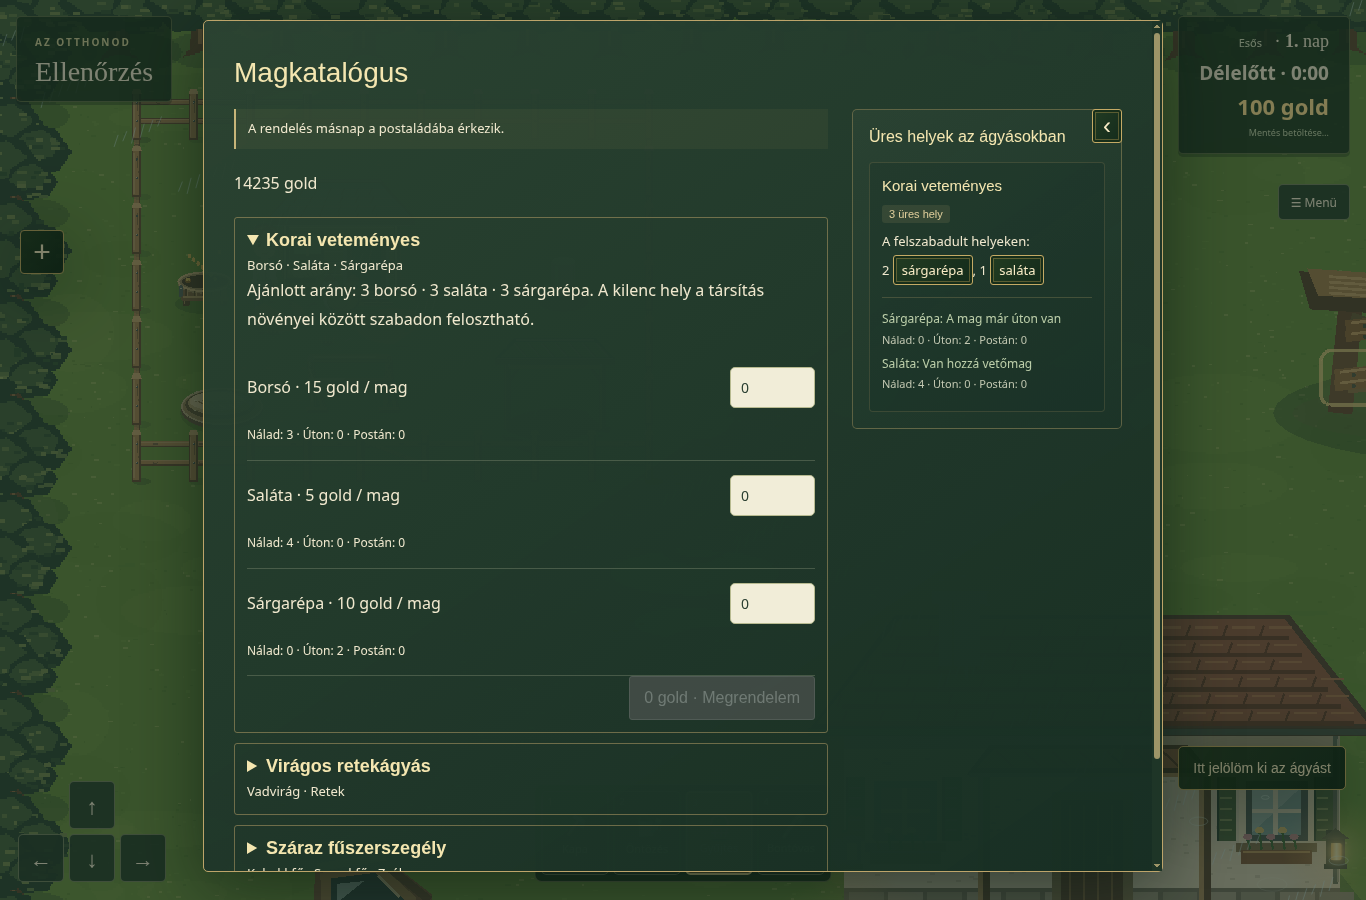 AZ OTTHONOD
Ellenőrzés
Esős · 1. nap
Délelőtt · 0:00
100 gold
Mentés betöltése…
☰ Menü
+
Magkatalógus
A rendelés másnap a postaládába érkezik.
14235 gold
▼ Korai veteményes
Borsó · Saláta · Sárgarépa
Ajánlott arány: 3 borsó · 3 saláta · 3 sárgarépa. A kilenc hely a társítás
növényei között szabadon felosztható.
Borsó · 15 gold / mag
0
Nálad: 3 · Úton: 0 · Postán: 0
Saláta · 5 gold / mag
0
Nálad: 4 · Úton: 0 · Postán: 0
Sárgarépa · 10 gold / mag
0
Nálad: 0 · Úton: 2 · Postán: 0
0 gold · Megrendelem
▶ Virágos retekágyás
Vadvirág · Retek
▶ Száraz fűszerszegély
Üres helyek az ágyásokban
‹
Korai veteményes
3 üres hely
A felszabadult helyeken:
2 sárgarépa, 1 saláta
Sárgarépa: A mag már úton van
Nálad: 0 · Úton: 2 · Postán: 0
Saláta: Van hozzá vetőmag
Nálad: 4 · Úton: 0 · Postán: 0
Itt jelölöm ki az ágyást
↑
← ↓ →